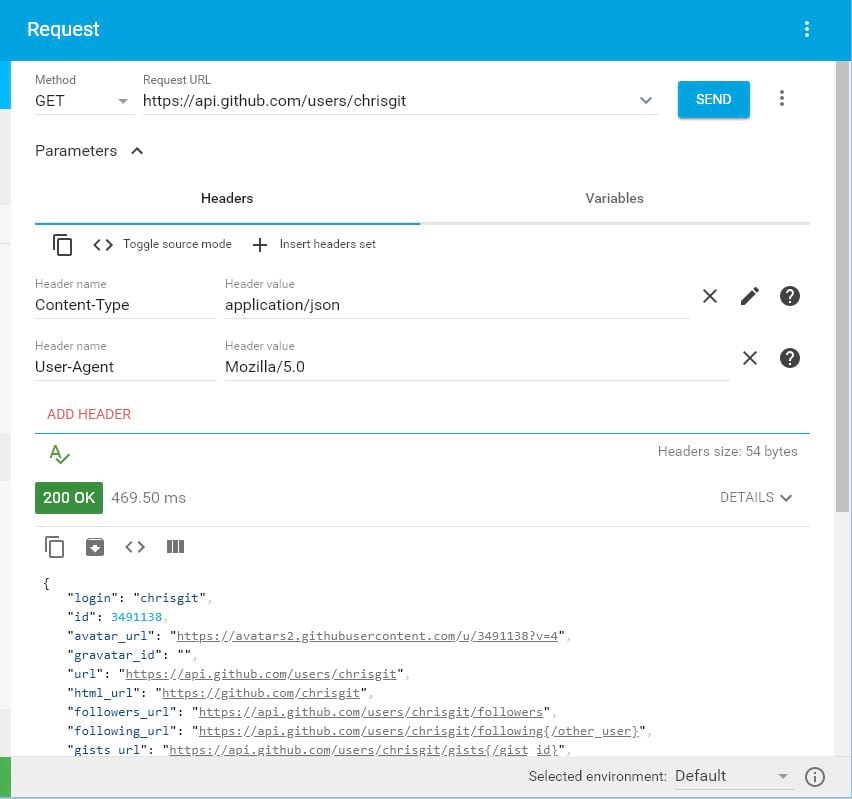 Request
Method
Request URL
GET
https://api.github.com/users/chrisgit
SEND
Parameters
Headers
Variables
Toggle source mode
Insert headers set
Header name
Header value
Content-Type
application/json
Header name
Header value
User-Agent
Mozilla/5.0
ADD HEADER
Headers size: 54 bytes
200 OK
469.50 ms
DETAILS
{
"login": "chrisgit",
"id": 3491138,
"avatar_url": "https://avatars2.githubusercontent.com/u/3491138?v=4",
"gravatar_id": "",
"url": "https://api.github.com/users/chrisgit",
"html_url": "https://github.com/chrisgit",
"followers_url": "https://api.github.com/users/chrisgit/followers",
"following_url": "https://api.github.com/users/chrisgit/following{/other_user}",
"gists_url": "https://api.github.com/users/chrisgit/gists{/gist_id}",
Selected environment: Default